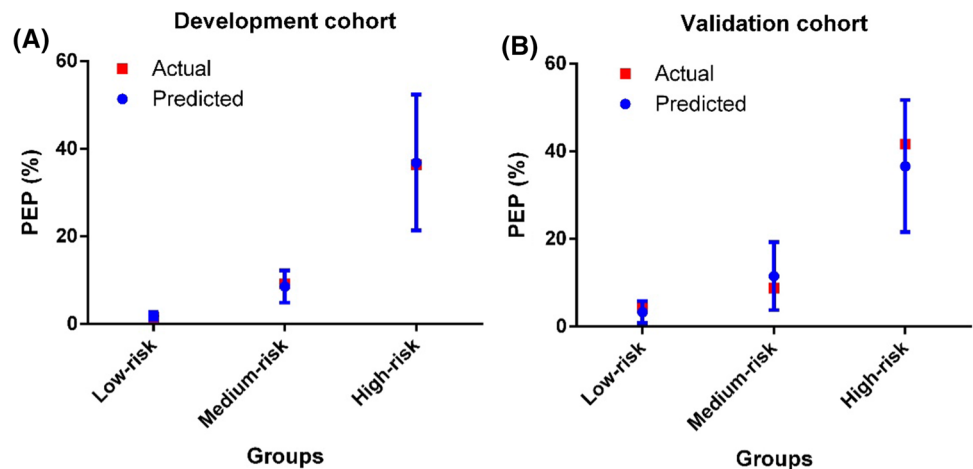 (A)
Development cohort
Actual
Predicted
PEP (%)
60
40
20
0
Low-risk
Medium-risk
High-risk
Groups
(B)
Validation cohort
Actual
Predicted
PEP (%)
60
40
20
0
Low-risk
Medium-risk
High-risk
Groups